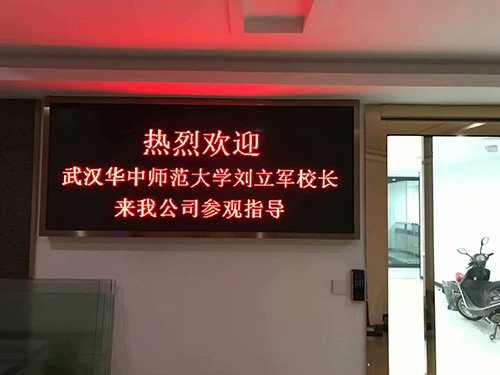 热烈欢迎
武汉华中师范大学刘立军校长
来我公司参观指导